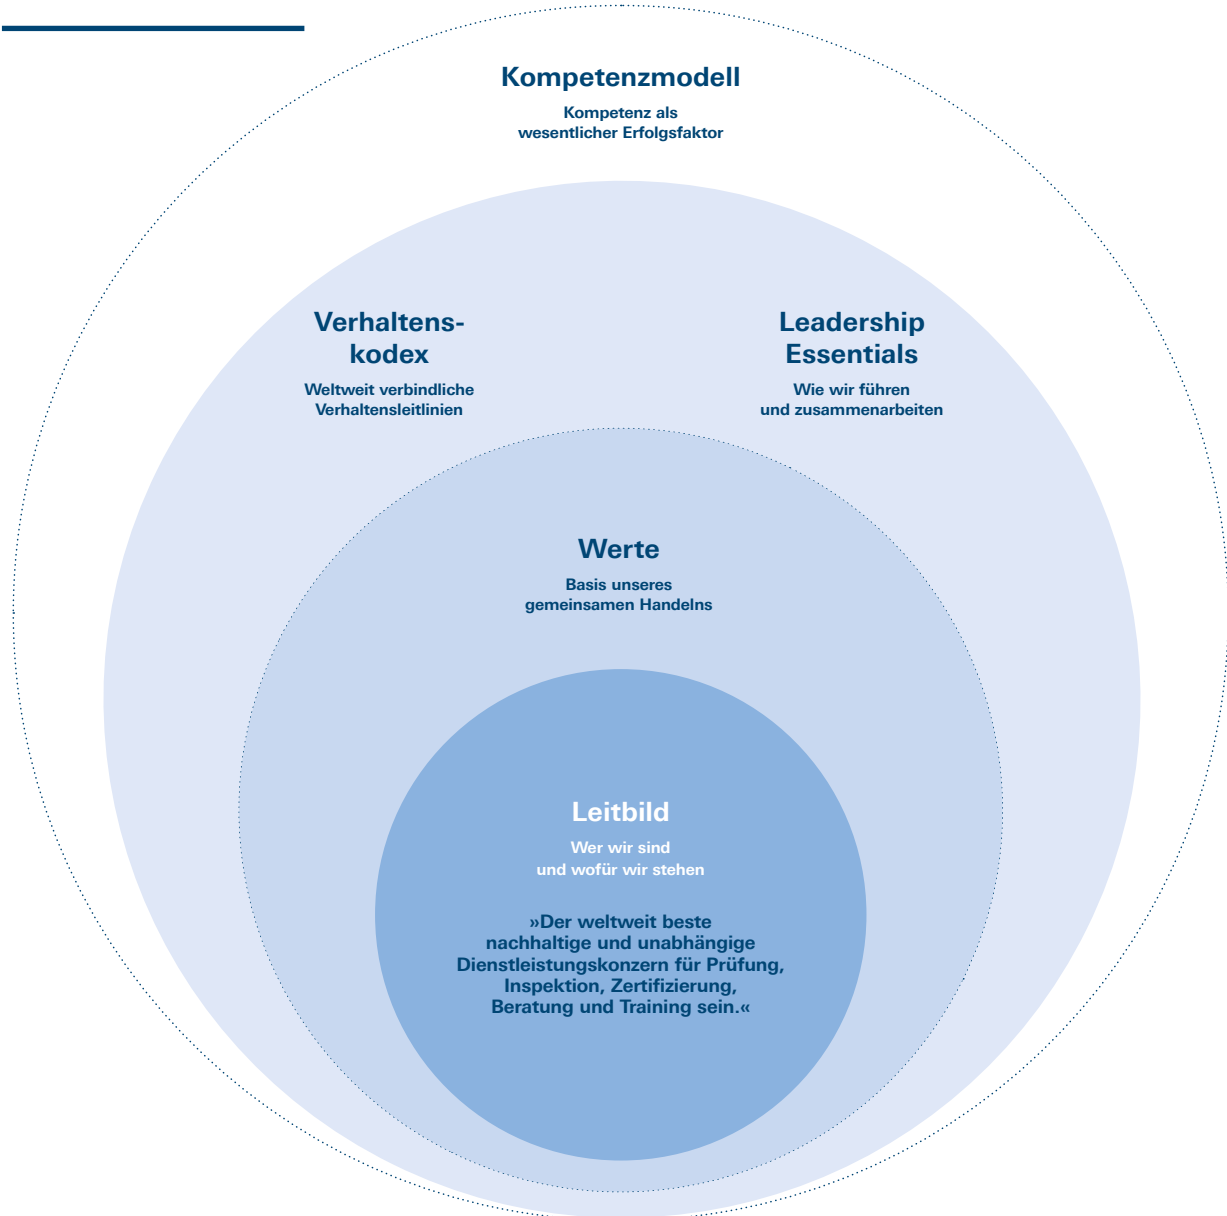 Kompetenzmodell
Kompetenz als
wesentlicher Erfolgsfaktor
Verhaltens-
kodex
Weltweit verbindliche
Verhaltensleitlinien
Leadership
Essentials
Wie wir führen
und zusammenarbeiten
Werte
Basis unseres
gemeinsamen Handelns
Leitbild
Wer wir sind
und wofür wir stehen
»Der weltweit beste
nachhaltige und unabhängige
Dienstleistungskonzern für Prüfung,
Inspektion, Zertifizierung,
Beratung und Training sein.«